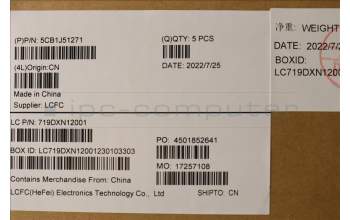 (P)P/N: 5CB1J51271
(Q)QTY: 5 PCS
(4L)Origin:CN
DATE: 2022/7/25
Made in China
Supplier: LCFC
净重: WEIGHT
DATE: 2022/7
BOXID:
LC719DXN1200
ipc-computer
LC P/N: 719DXN12001
PO: 4501852641
BOX ID: LC719DXN12001230103303
MO: 17257108
Contains Merchandise From: China
LCFC(HeFei) Electronics Technology Co., Ltd
SHIPTO: CN